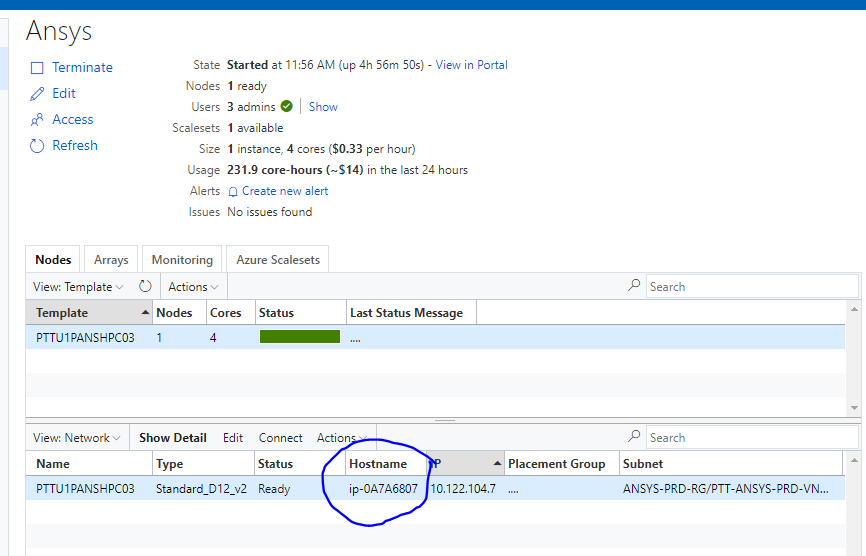 Ansys
Terminate
Edit
Access
Refresh
State Started at 11:56 AM (up 4h 56m 50s) - View in Portal
Nodes 1 ready
Users 3 admins Show
Scalesets 1 available
Size 1 instance, 4 cores ($0.33 per hour)
Usage 231.9 core-hours (~$14) in the last 24 hours
Alerts Create new alert
Issues No issues found
Nodes Arrays Monitoring Azure Scalesets
View: Template Actions Search
Template Nodes Cores Status Last Status Message
PTTU1PANSHPC03 1 4 ....
View: Network Show Detail Edit Connect Actions Search
Name Type Status Hostname IP Placement Group Subnet
PTTU1PANSHPC03 Standard_D12_v2 Ready ip-0A7A6807 10.122.104.7 .... ANSYS-PRD-RG/PTT-ANSYS-PRD-VN...